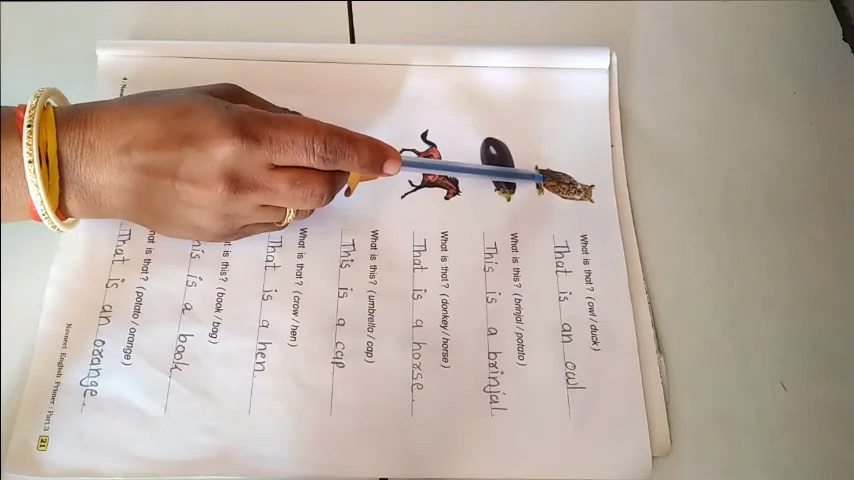 What is that? (owl/duck)
That is an owl
What is this? (brinjal/potato)
This is a brinjal.
What is that? (donkey/horse)
That is a horse.
What is this? (umbrella/cap)
This is a cap
What is that? (crow/hen)
That is a hen
is this? (book/bag)
is a book.
is that? (potato/orange)
That is an orange.
Navneet English Primer : Part 3
21